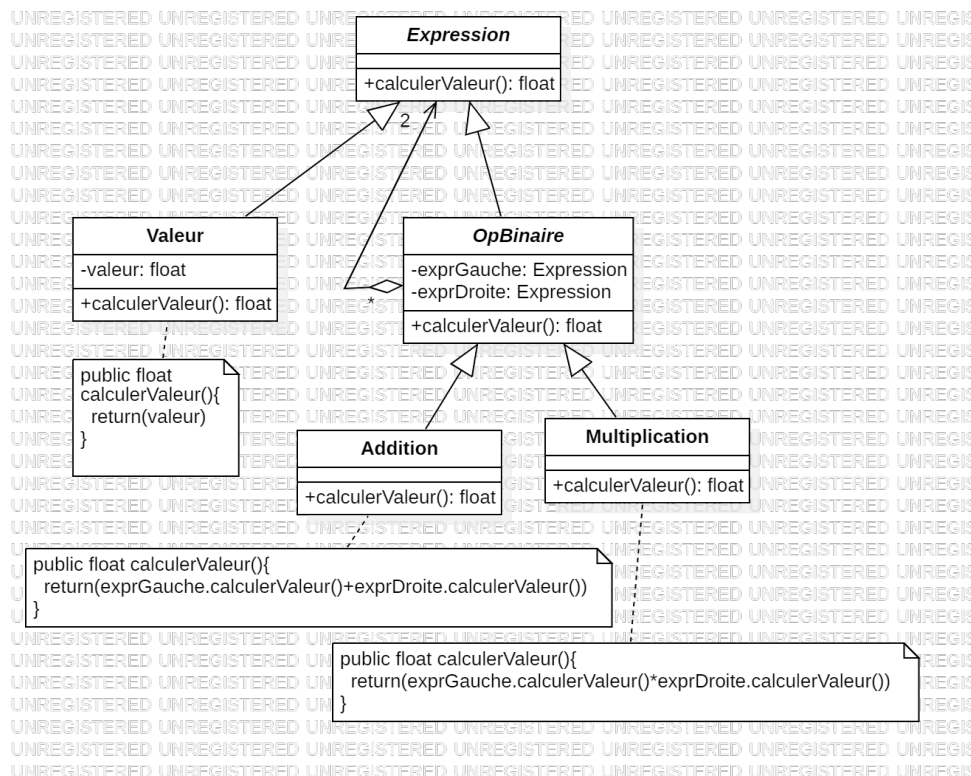 Expression
+calculerValeur(): float
2
Valeur
-valeur: float
+calculerValeur(): float
OpBinaire
-exprGauche: Expression
-exprDroite: Expression
+calculerValeur(): float
*
public float
calculerValeur(){
return(valeur)
}
Addition
+calculerValeur(): float
Multiplication
+calculerValeur(): float
public float calculerValeur(){
return(exprGauche.calculerValeur()+exprDroite.calculerValeur())
}
public float calculerValeur(){
return(exprGauche.calculerValeur()*exprDroite.calculerValeur())
}
UNREGISTERED